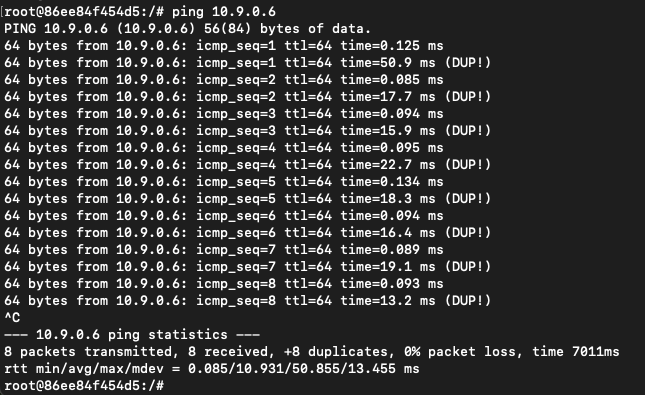 [root@86ee84f454d5:/# ping 10.9.0.6
PING 10.9.0.6 (10.9.0.6) 56(84) bytes of data.
64 bytes from 10.9.0.6: icmp_seq=1 ttl=64 time=0.125 ms
64 bytes from 10.9.0.6: icmp_seq=1 ttl=64 time=50.9 ms (DUP!)
64 bytes from 10.9.0.6: icmp_seq=2 ttl=64 time=0.085 ms
64 bytes from 10.9.0.6: icmp_seq=2 ttl=64 time=17.7 ms (DUP!)
64 bytes from 10.9.0.6: icmp_seq=3 ttl=64 time=0.094 ms
64 bytes from 10.9.0.6: icmp_seq=3 ttl=64 time=15.9 ms (DUP!)
64 bytes from 10.9.0.6: icmp_seq=4 ttl=64 time=0.095 ms
64 bytes from 10.9.0.6: icmp_seq=4 ttl=64 time=22.7 ms (DUP!)
64 bytes from 10.9.0.6: icmp_seq=5 ttl=64 time=0.134 ms
64 bytes from 10.9.0.6: icmp_seq=5 ttl=64 time=18.3 ms (DUP!)
64 bytes from 10.9.0.6: icmp_seq=6 ttl=64 time=0.094 ms
64 bytes from 10.9.0.6: icmp_seq=6 ttl=64 time=16.4 ms (DUP!)
64 bytes from 10.9.0.6: icmp_seq=7 ttl=64 time=0.089 ms
64 bytes from 10.9.0.6: icmp_seq=7 ttl=64 time=19.1 ms (DUP!)
64 bytes from 10.9.0.6: icmp_seq=8 ttl=64 time=0.093 ms
64 bytes from 10.9.0.6: icmp_seq=8 ttl=64 time=13.2 ms (DUP!)
^C
--- 10.9.0.6 ping statistics ---
8 packets transmitted, 8 received, +8 duplicates, 0% packet loss, time 7011ms
rtt min/avg/max/mdev = 0.085/10.931/50.855/13.455 ms
root@86ee84f454d5:/#